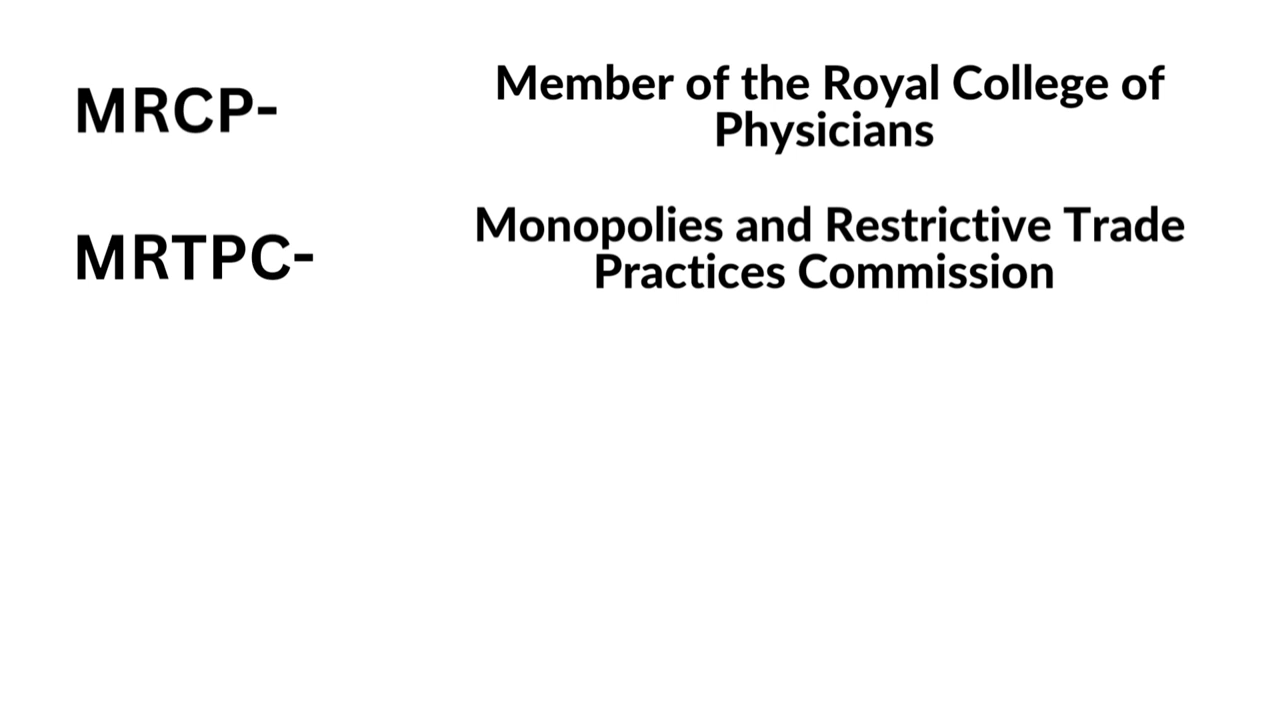 MRCP-
Member of the Royal College of
Physicians
MRTPC-
Monopolies and Restrictive Trade
Practices Commission